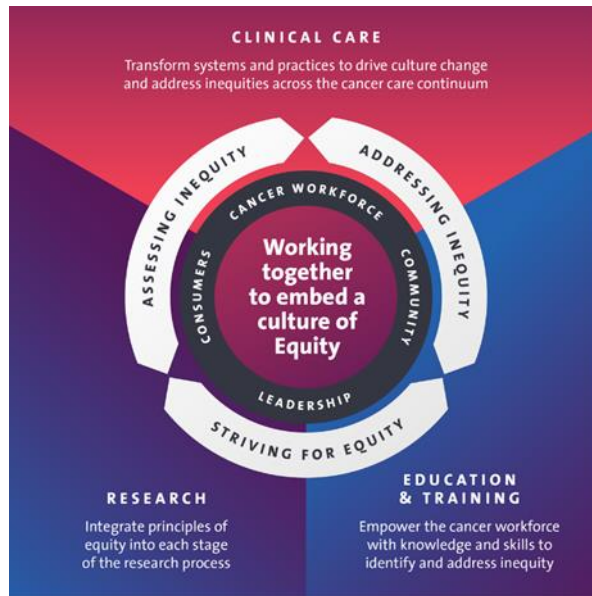 CLINICAL CARE
Transform systems and practices to drive culture change
and address inequities across the cancer care continuum
ASSESSING INEQUITY
ADDRESSING INEQUITY
STRIVING FOR EQUITY
CANCER WORKFORCE
CONSUMERS
COMMUNITY
LEADERSHIP
Working
together
to embed a
culture of
Equity
RESEARCH
Integrate principles of
equity into each stage
of the research process
EDUCATION
& TRAINING
Empower the cancer workforce
with knowledge and skills to
identify and address inequity